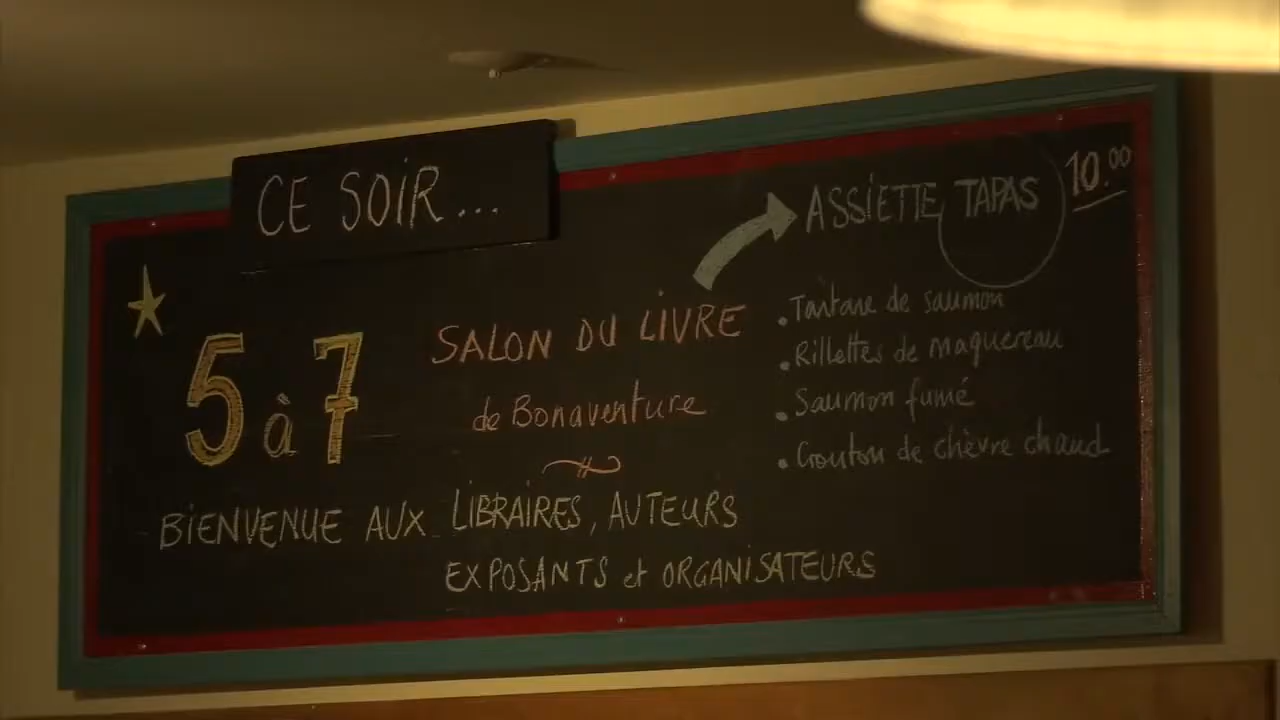 CE SOIR...
5 à 7
SALON DU LIVRE
de Bonaventure
BIENVENUE AUX LIBRAIRES, AUTEURS
EXPOSANTS et ORGANISATEURS
ASSIETTE TAPAS 10.00
. Tartare de saumon
. Rillettes de maquereau
. Saumon fumé
. Crouton de chèvre chaud